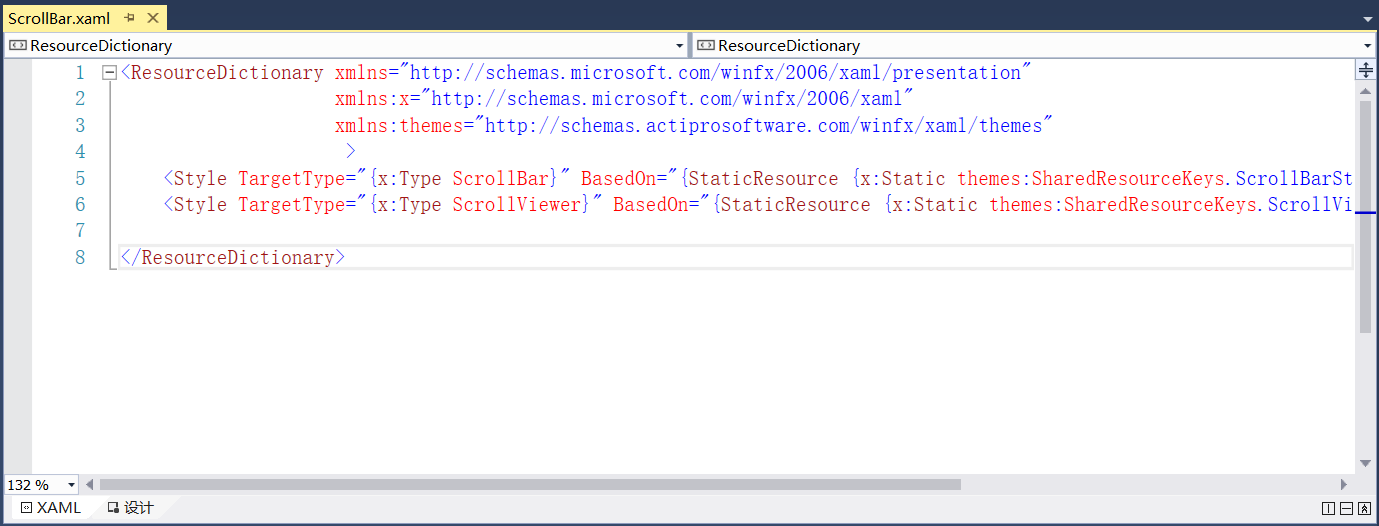 ScrollBar.xaml
ResourceDictionary ResourceDictionary
1 <ResourceDictionary xmlns="http://schemas.microsoft.com/winfx/2006/xaml/presentation"
2 xmlns:x="http://schemas.microsoft.com/winfx/2006/xaml"
3 xmlns:themes="http://schemas.actiprosoftware.com/winfx/xaml/themes"
4 >
5 <Style TargetType="{x:Type ScrollBar}" BasedOn="{StaticResource {x:Static themes:SharedResourceKeys.ScrollBarSt
6 <Style TargetType="{x:Type ScrollViewer}" BasedOn="{StaticResource {x:Static themes:SharedResourceKeys.ScrollVi
7
8 </ResourceDictionary>
132 %
XAML 设计